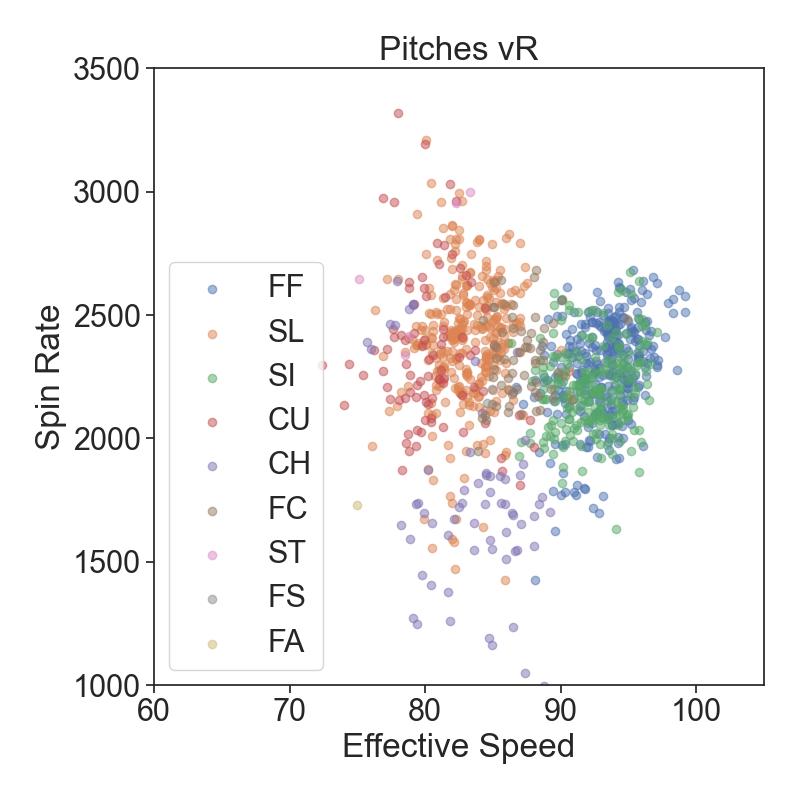 Pitches vR
3500
3000
2500
2000
1500
1000
Spin Rate
FF
SL
SI
CU
CH
FC
ST
FS
FA
60 70 80 90 100
Effective Speed